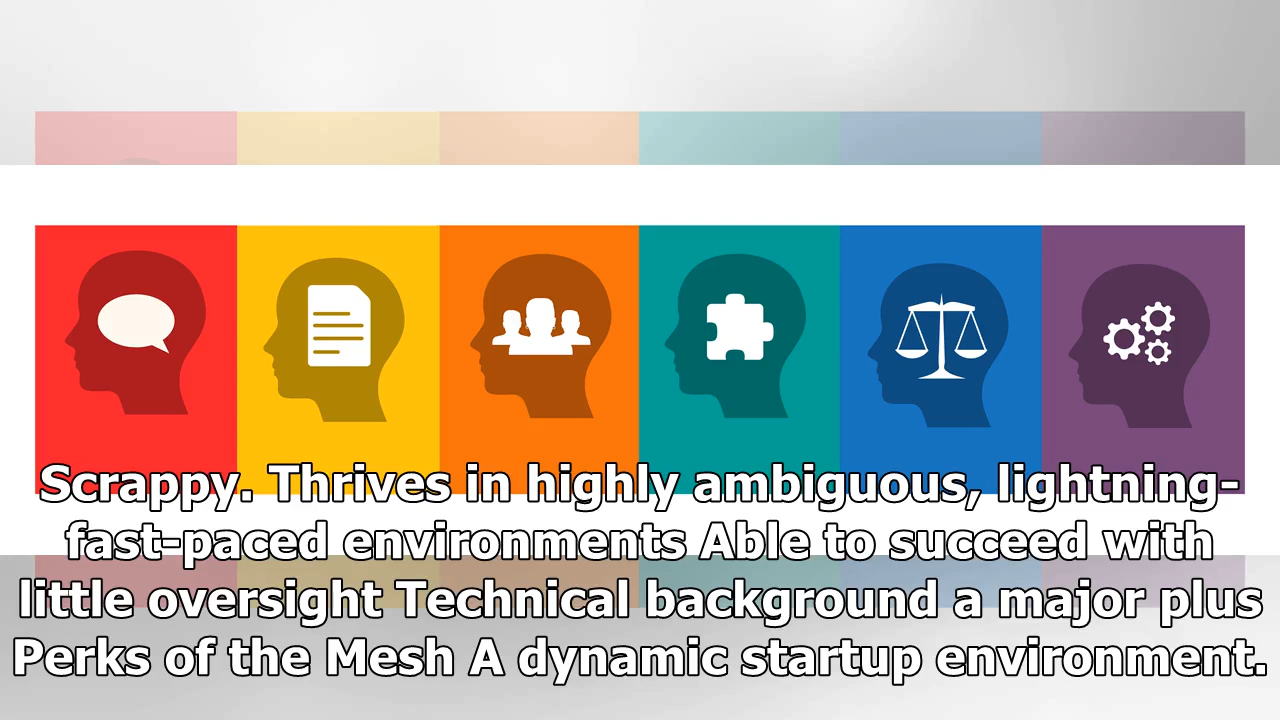 Scrappy. Thrives in highly ambiguous, lightning-
fast-paced environments Able to succeed with
little oversight Technical background a major plus
Perks of the Mesh A dynamic startup environment.